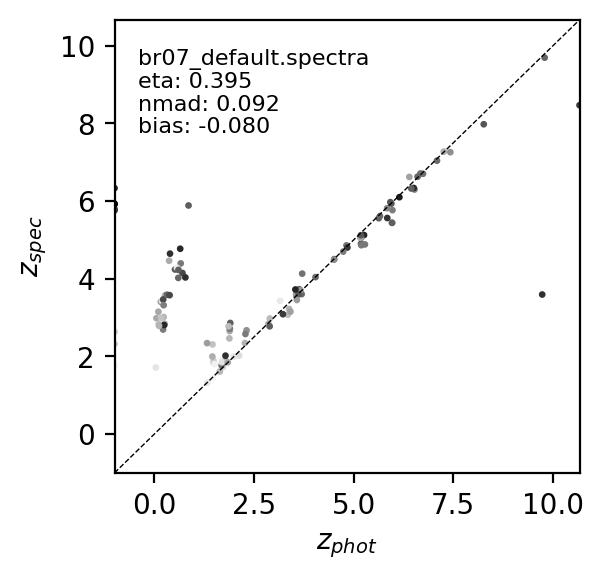 br07_default.spectra
eta: 0.395
nmad: 0.092
bias: -0.080
10
8
6
4
2
0
z_spec
0.0 2.5 5.0 7.5 10.0
z_phot